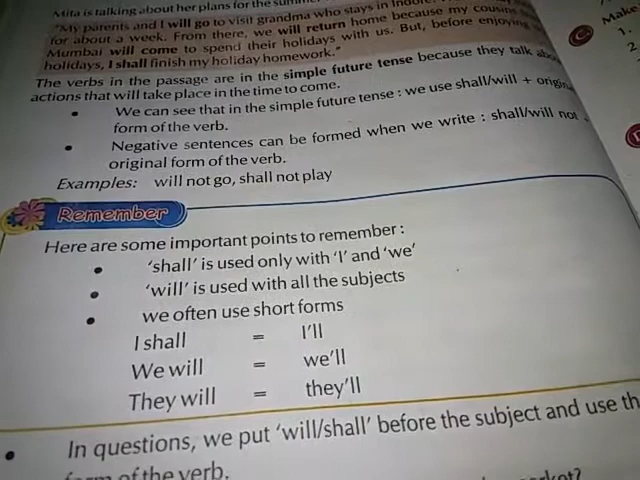 Mita is talking about her plans for the summer
"My parents and I will go to visit grandma who stays in Indore.
for about a week. From there, we will return home because my cousins
Mumbai will come to spend their holidays with us. But, before enjoying
holidays, I shall finish my holiday homework."
The verbs in the passage are in the simple future tense because they talk about
actions that will take place in the time to come.
• We can see that in the simple future tense : we use shall/will + origin
form of the verb.
• Negative sentences can be formed when we write : shall/will not
original form of the verb.
Examples: will not go, shall not play
Remember
Here are some important points to remember :
• 'shall' is used only with 'I' and 'we'
• 'will' is used with all the subjects
• we often use short forms
I shall = I'll
We will = we'll
They will = they'll
• In questions, we put 'will/shall' before the subject and use th
form of the verb.
C. Make
1.
2.